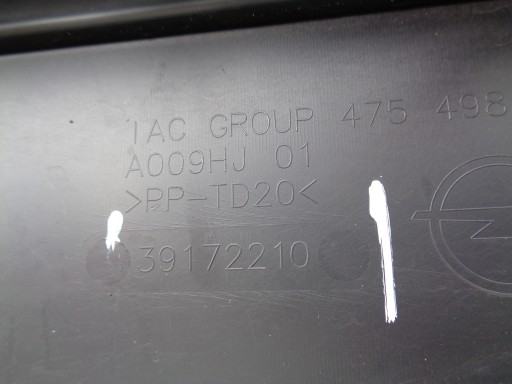 IAC GROUP 475 498
A009HJ 01
>PP-TD20<
39172210